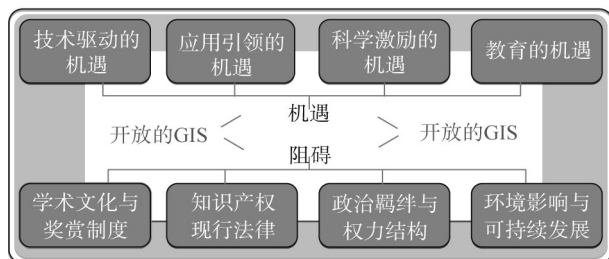 技术驱动的
机遇
应用引领的
机遇
科学激励的
机遇
教育的机遇
机遇
开放的GIS
开放的GIS
阻碍
学术文化与
奖赏制度
知识产权
现行法律
政治羁绊与
权力结构
环境影响与
可持续发展